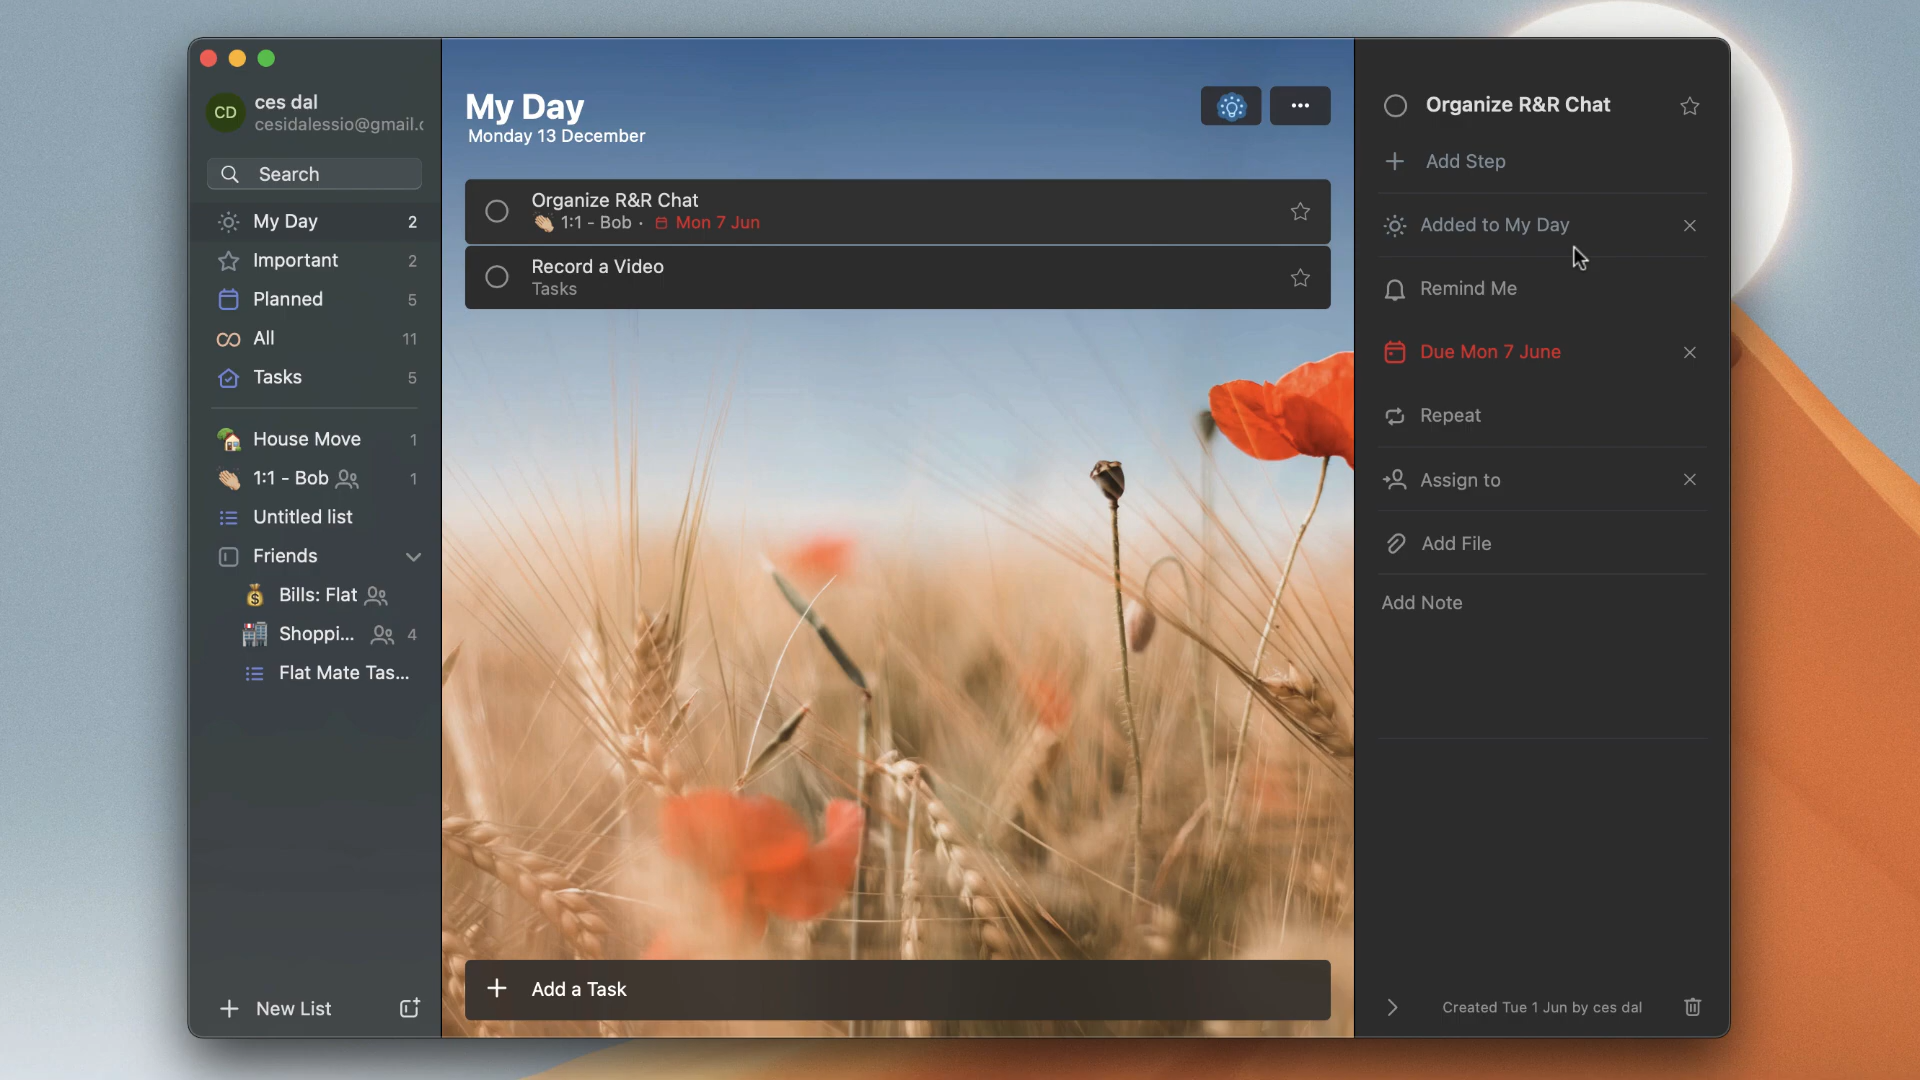 CD
ces dal
cesidalessio@gmail.c
Search
My Day 2
Important 2
Planned 5
All 11
Tasks 5
House Move 1
1:1 - Bob 1
Untitled list
Friends
Bills: Flat
Shoppi... 4
Flat Mate Tas...
New List
My Day
Monday 13 December
Organize R&R Chat
1:1 - Bob · Mon 7 Jun
Record a Video
Tasks
Add a Task
Organize R&R Chat
Add Step
Added to My Day
Remind Me
Due Mon 7 June
Repeat
Assign to
Add File
Add Note
Created Tue 1 Jun by ces dal